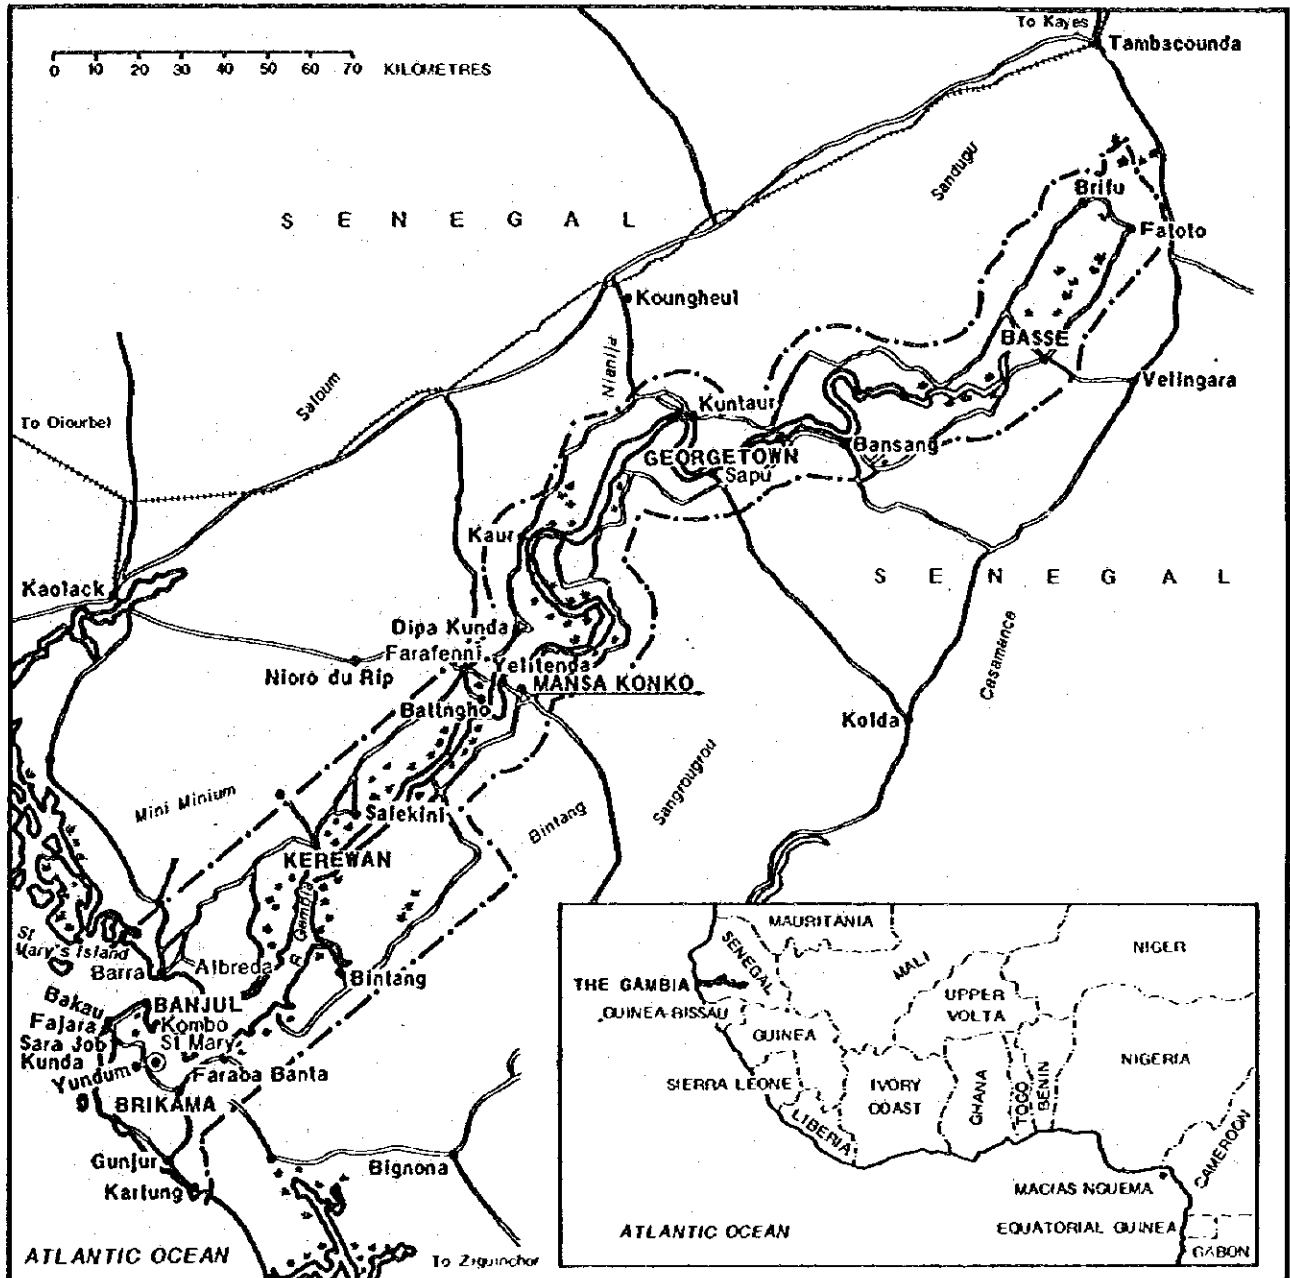 To Kayes
Tambacounda
0 10 20 30 40 50 60 70 KILOMETRES
Sandugu
Brifu
SENEGAL
Fatoto
Koungheul
BASSE
Nianija
Velingara
Saloum
Kuntaur
To Diourbel
Bansang
GEORGETOWN
Sapu
Kaur
SENEGAL
Kaolack
Dipa Kunda
Farafenni
Casamance
Yelitenda
Nioro du Rip
MANSA KONKO
Balingho
Kolda
Sangrougrou
Mini Minium
Bintang
Salekini
KEREWAN
R Gambia
St
Mary's Island
Barra
Albreda
Bintang
Bakau
BANJUL
Fajara
Kombo
St Mary
Sara Job
Kunda
Yundum
Faraba Banta
BRIKAMA
Gunjur
Bignona
Kartung
ATLANTIC OCEAN
To Ziguinchor
MAURITANIA
SENEGAL
NIGER
MALI
THE GAMBIA
UPPER
VOLTA
GUINEA-BISSAU
GUINEA
NIGERIA
SIERRA LEONE
IVORY
COAST
GHANA
TOGO
BENIN
LIBERIA
CAMEROON
MACIAS NGUEMA
EQUATORIAL GUINEA
ATLANTIC OCEAN
GABON